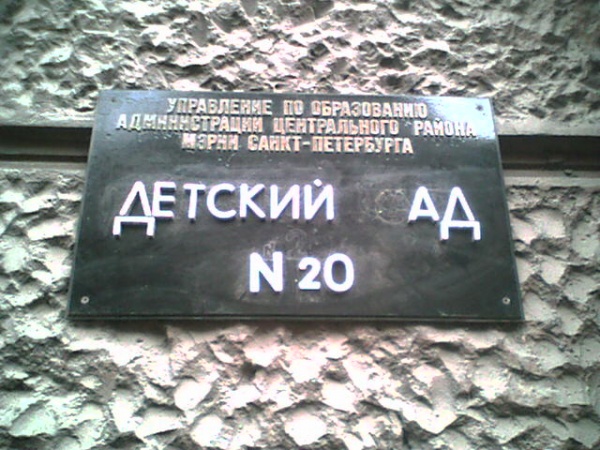 УПРАВЛЕНИЕ ПО ОБРАЗОВАНИЮ
АДМИНИСТРАЦИИ ЦЕНТРАЛЬНОГО РАЙОНА
МЭРИИ САНКТ-ПЕТЕРБУРГА
ДЕТСКИЙ АД
N 20